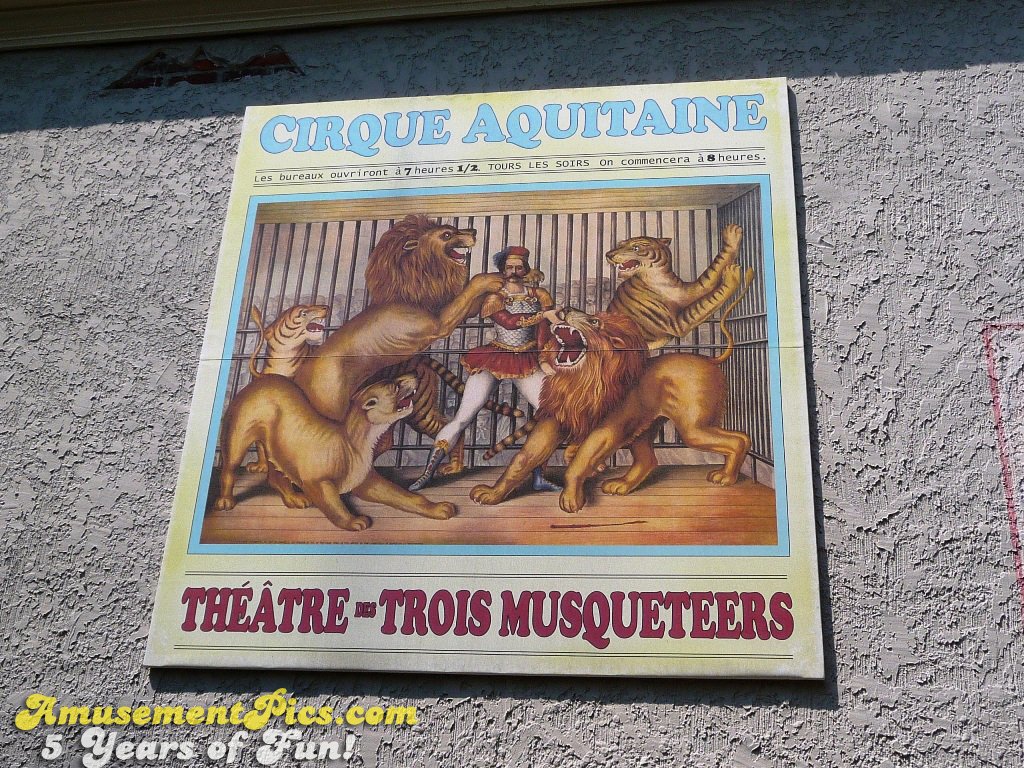 CIRQUE AQUITAINE
Les bureaux ouvriront à 7 heures 1/2. TOURS LES SOIRS On commencera à 8 heures.
THÉÂTRE DES TROIS MUSQUETEERS
AmusementPics.com
5 Years of Fun!